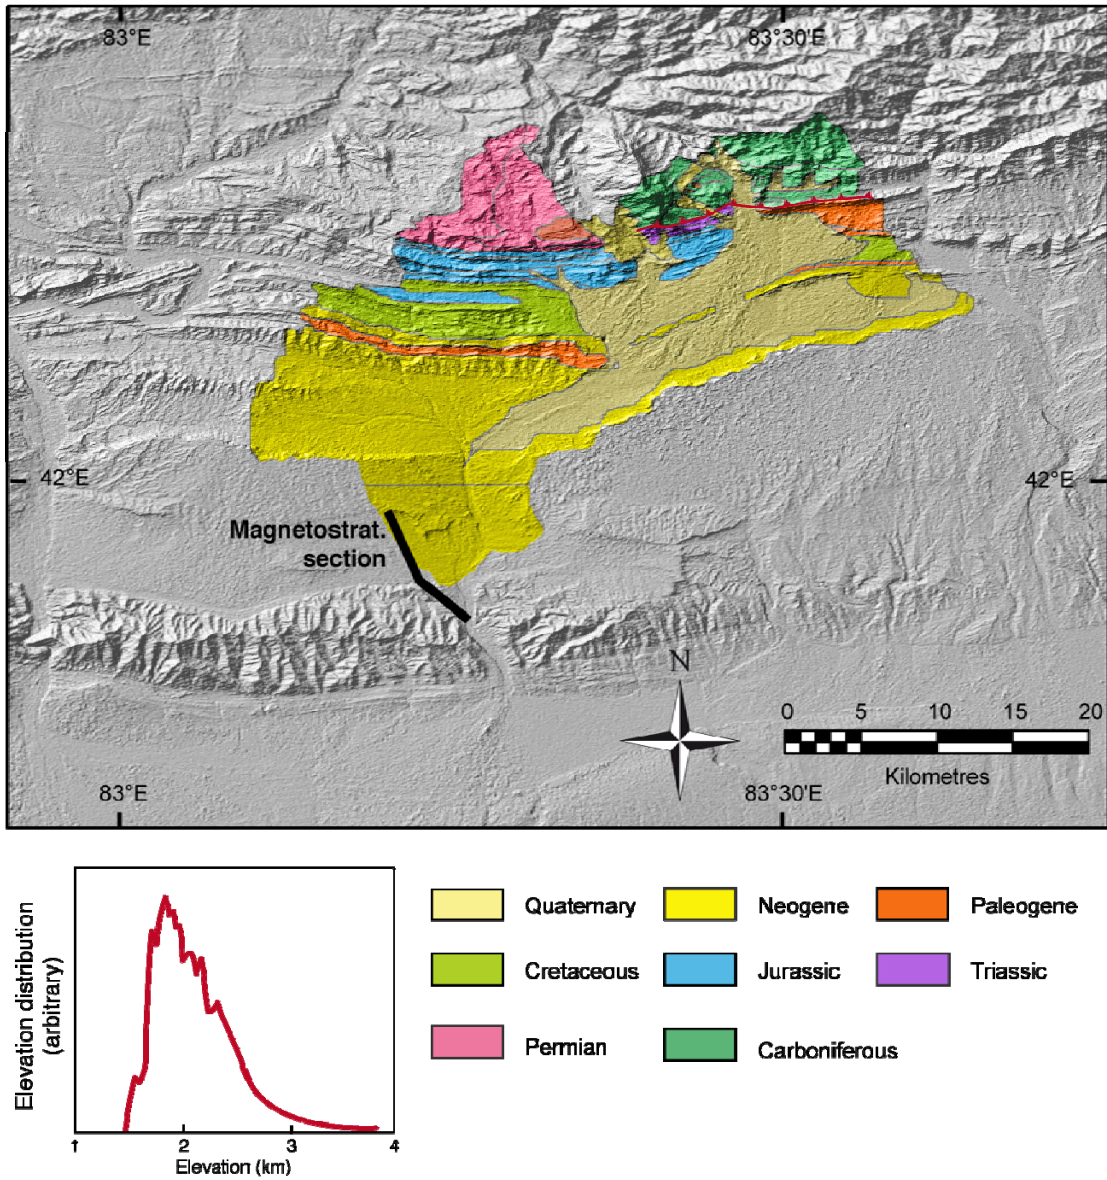 83°E
83°30'E
42°E
42°E
Magnetostrat.
section
N
0 5 10 15 20
Kilometres
83°E
83°30'E
Elevation distribution
(arbitrary)
1 2 3 4
Elevation (km)
Quaternary
Neogene
Paleogene
Cretaceous
Jurassic
Triassic
Permian
Carboniferous